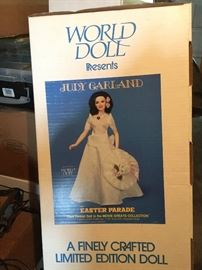 WORLD
DOLL
Presents
JUDY GARLAND
EASTER PARADE
A FINELY CRAFTED
LIMITED EDITION DOLL